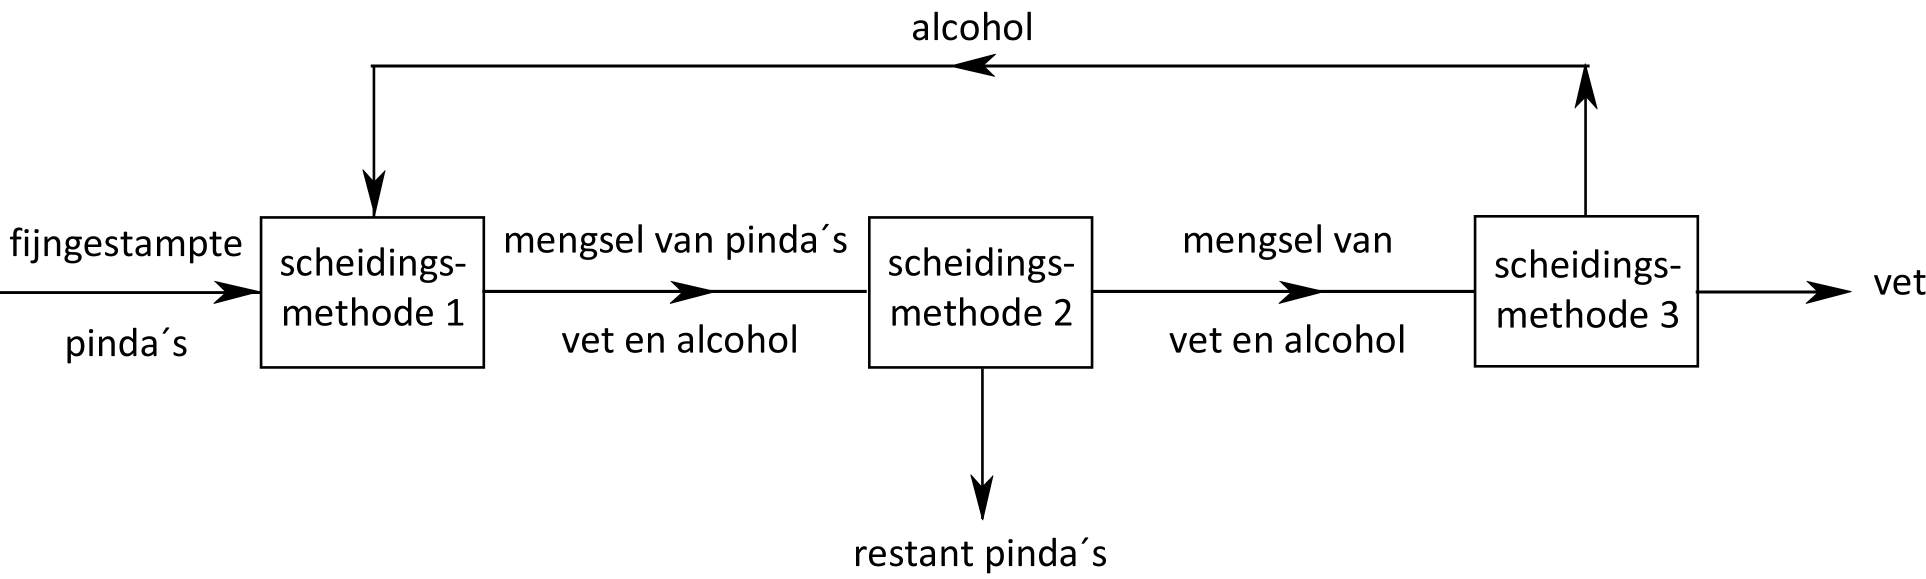 alcohol
fijngestampte
pinda´s
scheidings-
methode 1
mengsel van pinda´s
vet en alcohol
scheidings-
methode 2
mengsel van
vet en alcohol
scheidings-
methode 3
vet
restant pinda´s